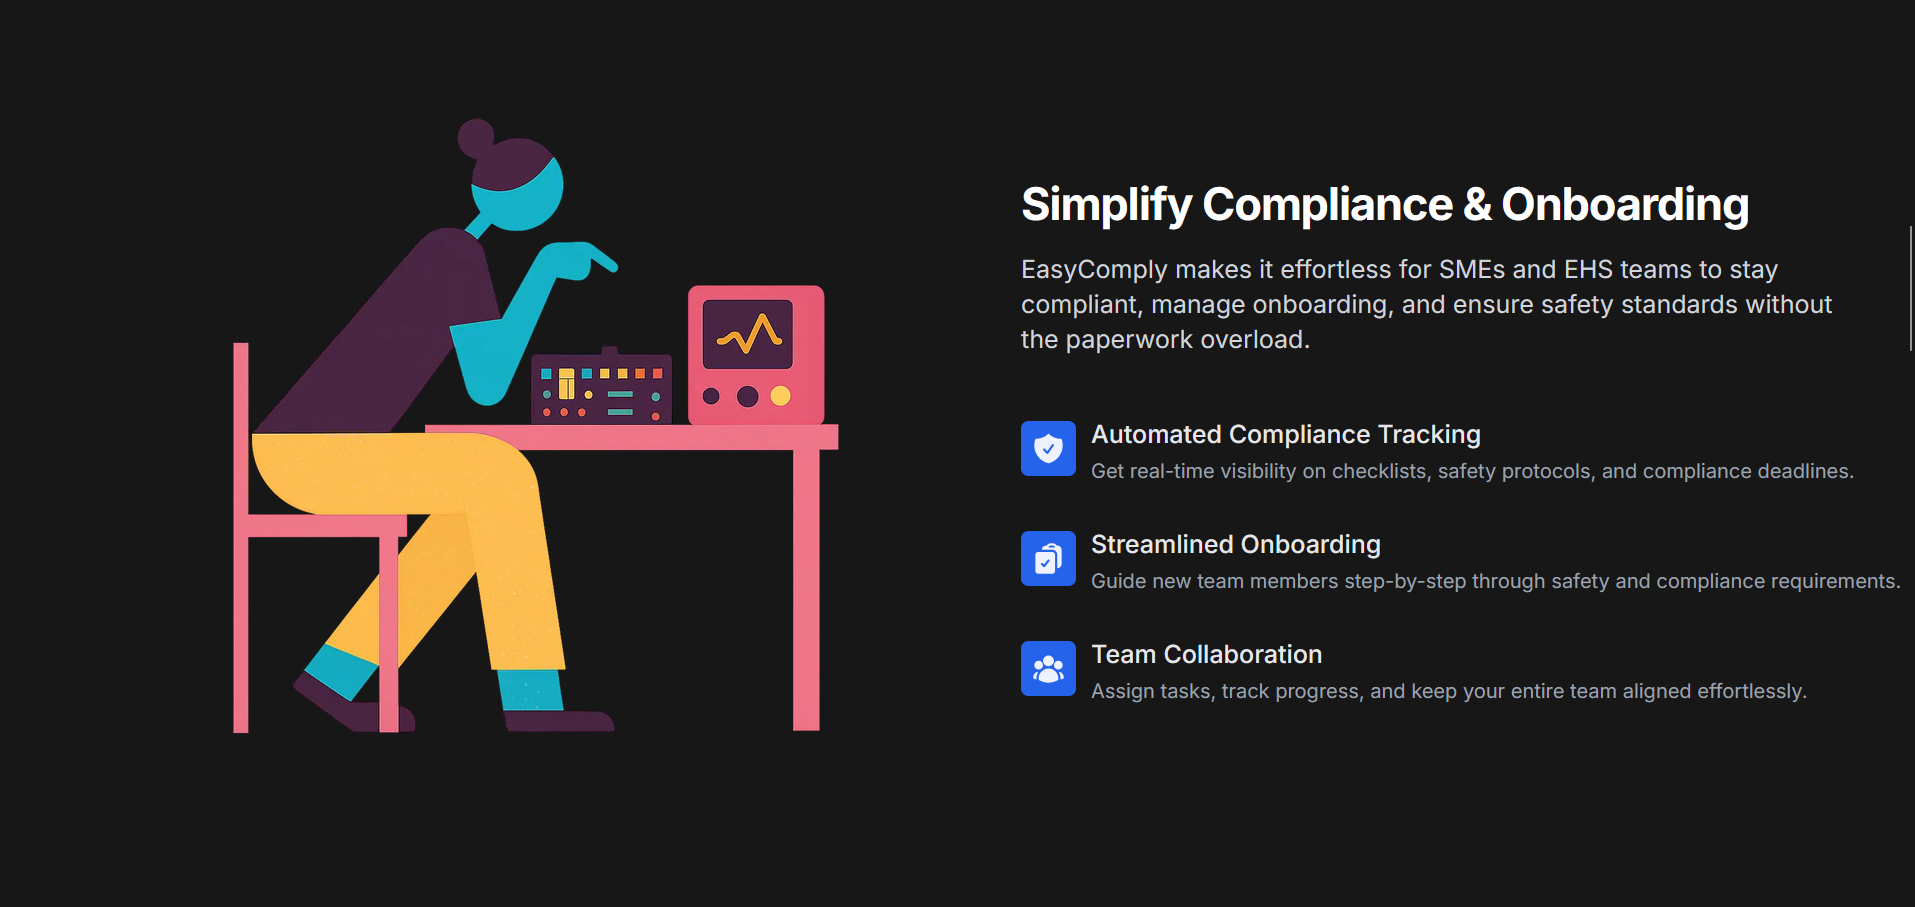 Simplify Compliance & Onboarding
EasyComply makes it effortless for SMEs and EHS teams to stay
compliant, manage onboarding, and ensure safety standards without
the paperwork overload.
Automated Compliance Tracking
Get real-time visibility on checklists, safety protocols, and compliance deadlines.
Streamlined Onboarding
Guide new team members step-by-step through safety and compliance requirements.
Team Collaboration
Assign tasks, track progress, and keep your entire team aligned effortlessly.